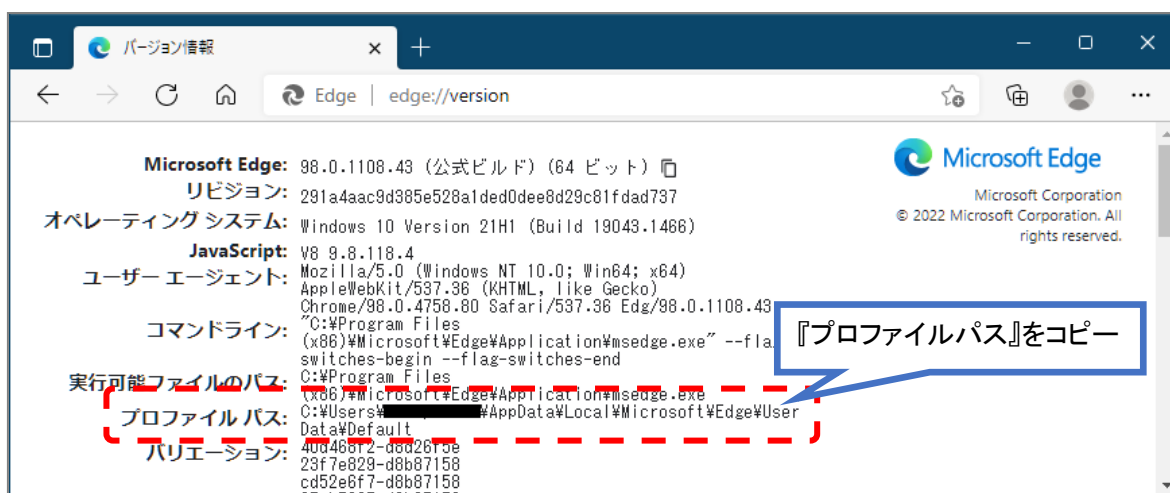 バージョン情報
Edge | edge://version
Microsoft Edge
Microsoft Corporation
© 2022 Microsoft Corporation. All
rights reserved.
Microsoft Edge: 98.0.1108.43 (公式ビルド) (64 ビット)
リビジョン: 291a4aac9d385e528a1ded0dee8d29c81fdad737
オペレーティング システム: Windows 10 Version 21H1 (Build 19043.1466)
JavaScript: V8 9.8.118.4
ユーザー エージェント: Mozilla/5.0 (Windows NT 10.0; Win64; x64)
AppleWebKit/537.36 (KHTML, like Gecko)
Chrome/98.0.4758.80 Safari/537.36 Edg/98.0.1108.43
コマンドライン: "C:¥Program Files
(x86)¥Microsoft¥Edge¥Application¥msedge.exe" --fla
switches-begin --flag-switches-end
実行可能ファイルのパス: C:¥Program Files
(x86)¥Microsoft¥Edge¥Application¥msedge.exe
プロファイル パス: C:¥Users¥ ¥AppData¥Local¥Microsoft¥Edge¥User
Data¥Default
バリエーション: 40d468f2-d8d26f5e
23f7e829-d8b87158
cd52e6f7-d8b87158
『プロファイルパス』をコピー